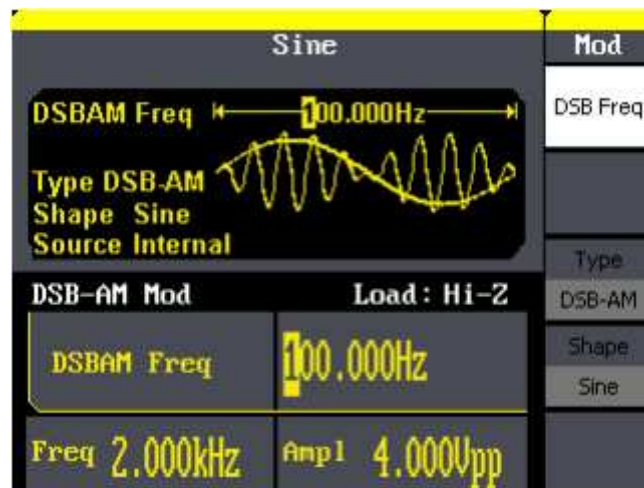 Sine
Mod
DSBAM Freq 100.000Hz
DSB Freq
Type DSB-AM
Shape Sine
Source Internal
Type
DSB-AM
DSB-AM Mod Load: Hi-Z
Shape
Sine
DSBAM Freq 100.000Hz
Freq 2.000kHz Ampl 4.000Vpp